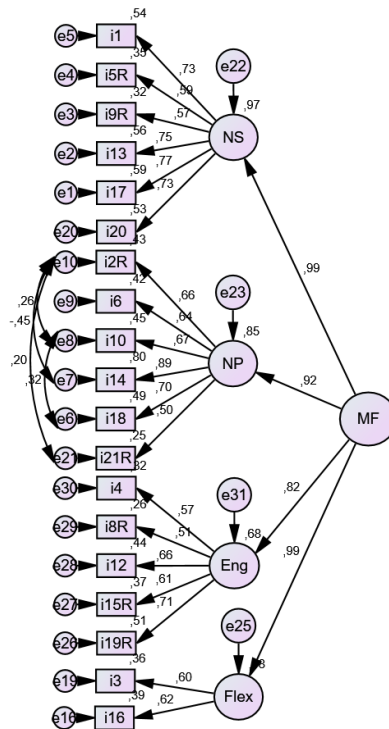 ,54
e5 i1
,35
,73
e22
e4 i5R
,59
,32
,97
e3 i9R
,57
NS
,56
e2 i13
,75
,59
,77
e1 i17
,73
,53
e20 i20
,43
e10 i2R
,99
,42
,66
e23
,26
e9 i6
,64
-,45
,45
,85
e8 i10
,67
NP
,80
,89
,20
e7 i14
,92
,32
,49
,70
e6 i18
,50
MF
,25
e21 i21R
,32
e30 i4
,57
e31
,82
,26
e29 i8R
,51
,68
,44
e28 i12
,66
Eng
,99
,37
,61
e27 i15R
,71
,51
e26 i19R
e25
,36
e19 i3
,60
Flex
,39
,62
e16 i16